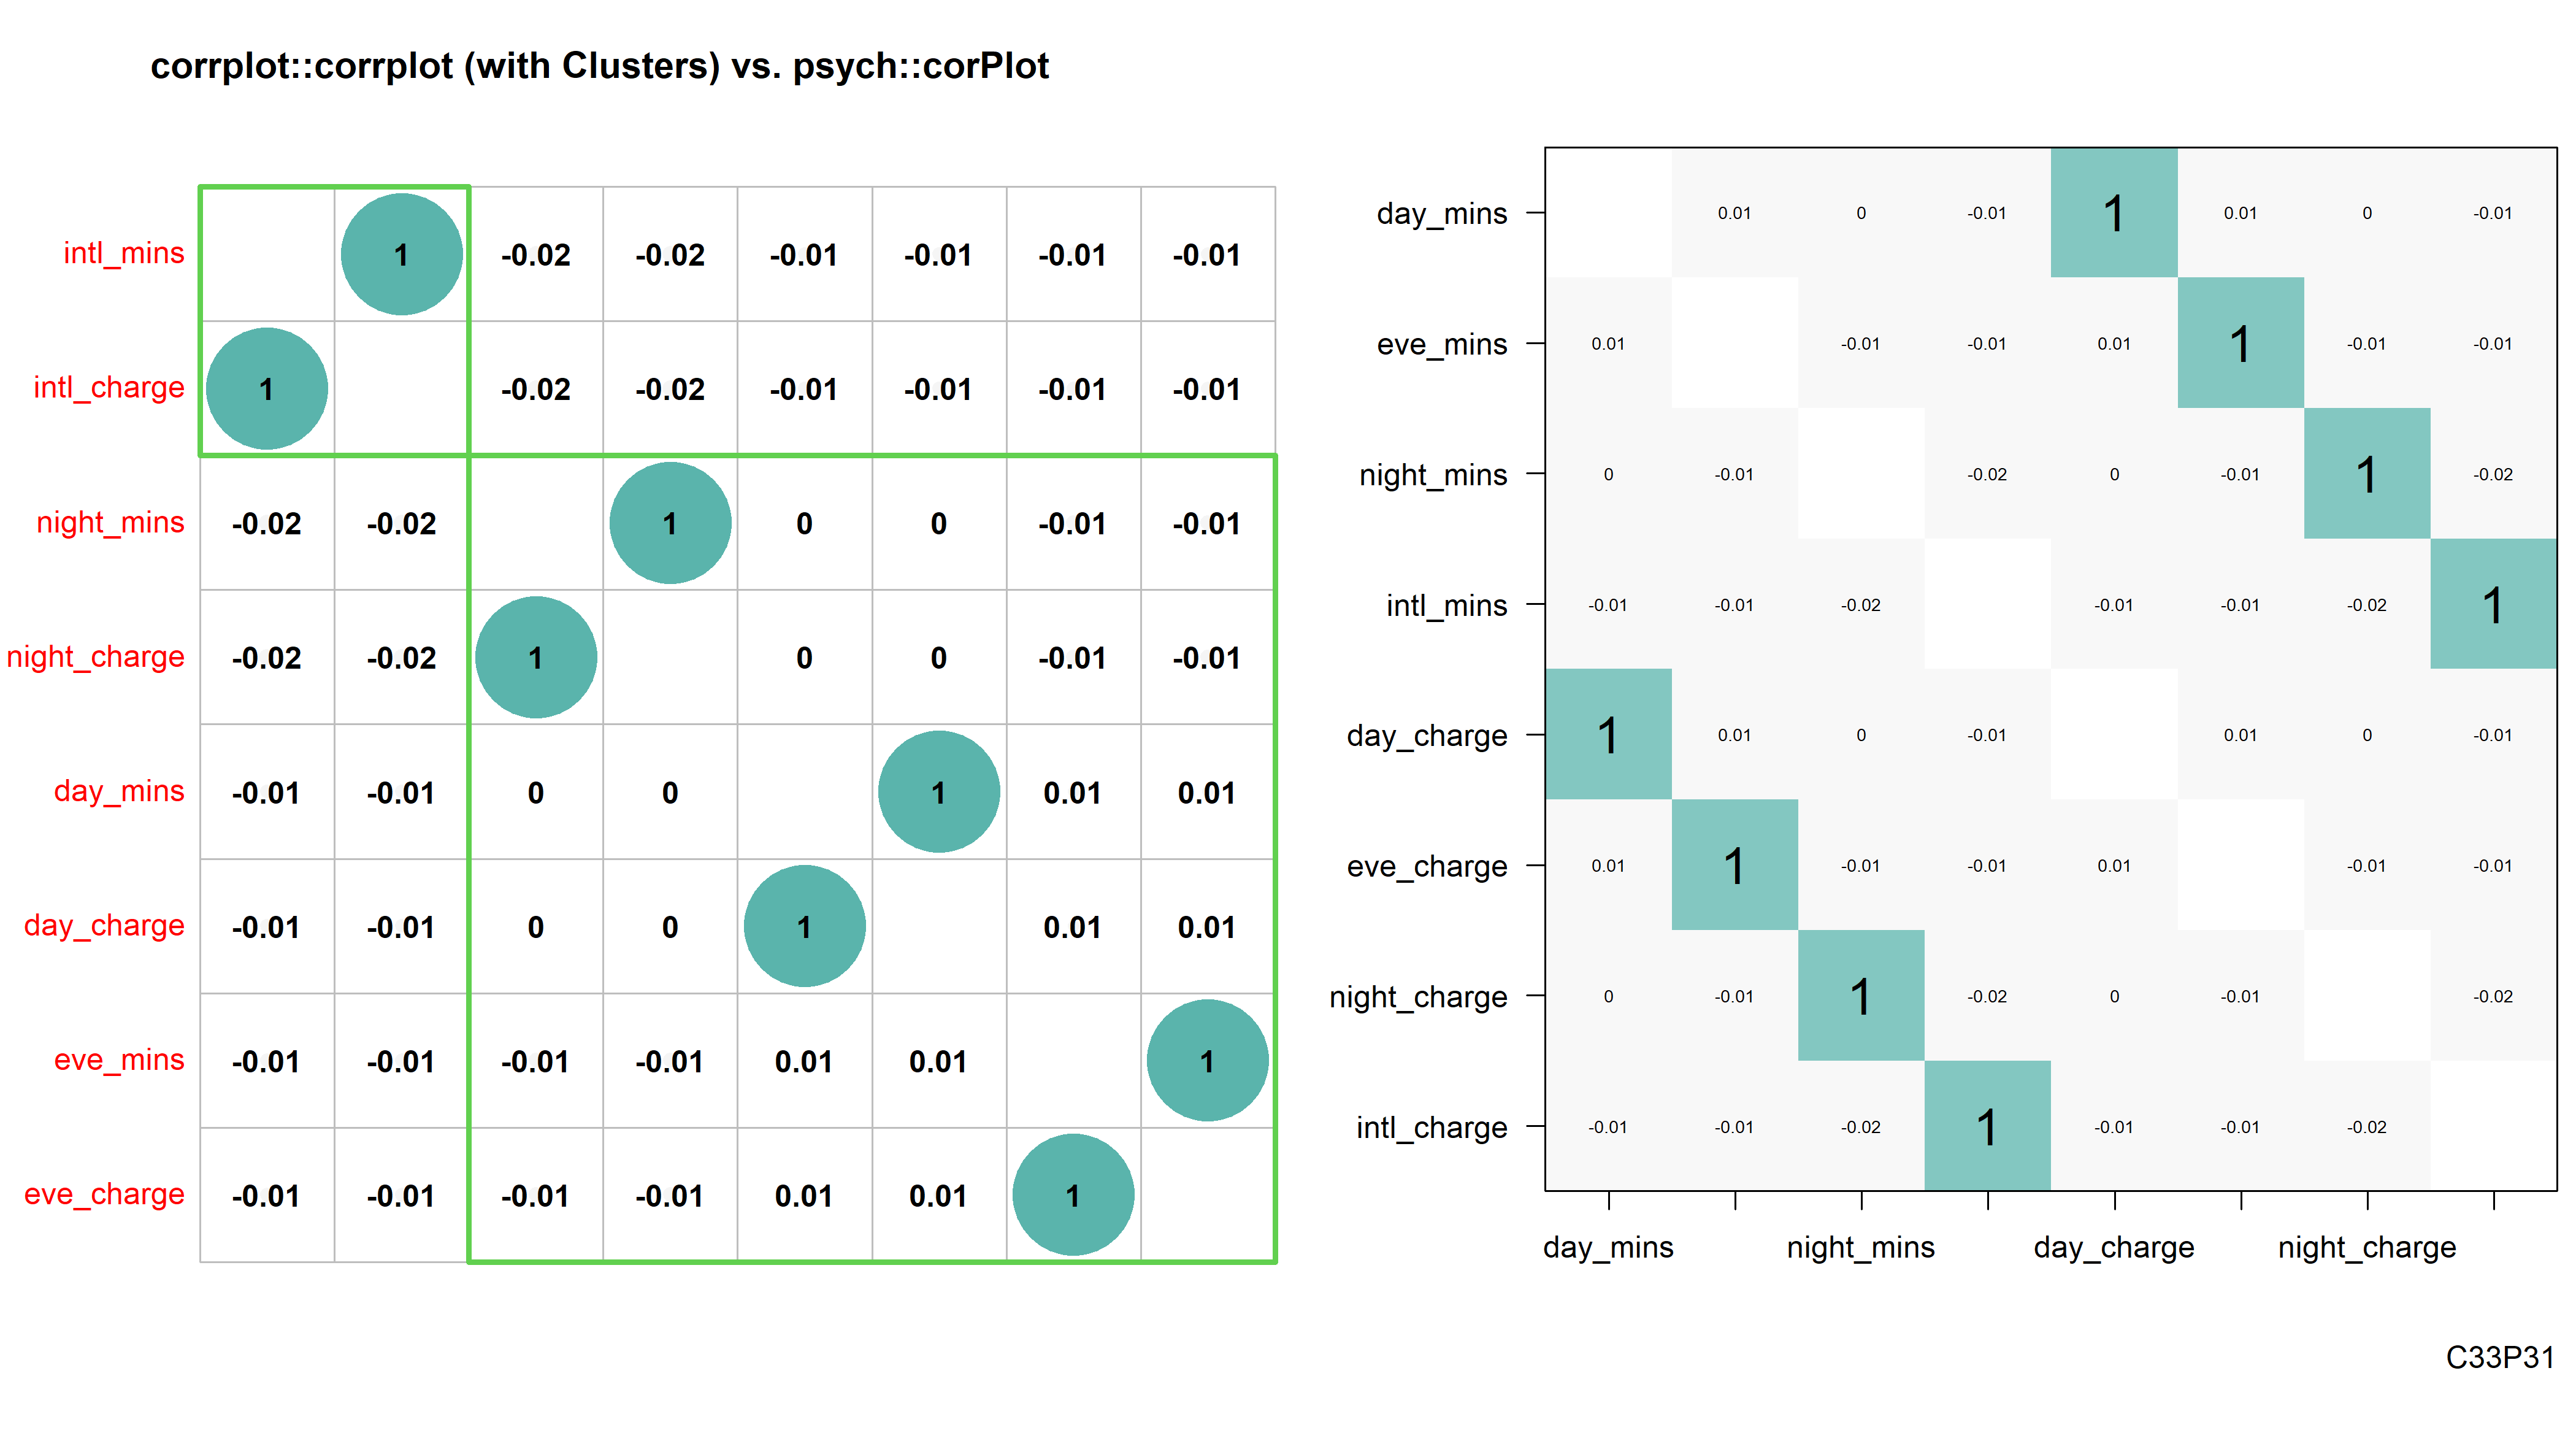 corrplot::corrplot (with Clusters) vs. psych::corPlot
intl_mins 1 -0.02 -0.02 -0.01 -0.01 -0.01 -0.01
intl_charge 1 -0.02 -0.02 -0.01 -0.01 -0.01 -0.01
night_mins -0.02 -0.02 1 0 0 -0.01 -0.01
night_charge -0.02 -0.02 1 0 0 -0.01 -0.01
day_mins -0.01 -0.01 0 0 1 0.01 0.01
day_charge -0.01 -0.01 0 0 1 0.01 0.01
eve_mins -0.01 -0.01 -0.01 -0.01 0.01 0.01 1
eve_charge -0.01 -0.01 -0.01 -0.01 0.01 0.01 1
day_mins 0.01 0 -0.01 1 0.01 0 -0.01
eve_mins 0.01 -0.01 -0.01 0.01 1 -0.01 -0.01
night_mins 0 -0.01 -0.02 0 -0.01 1 -0.02
intl_mins -0.01 -0.01 -0.02 -0.01 -0.01 -0.02 1
day_charge 1 0.01 0 -0.01 0.01 0 -0.01
eve_charge 0.01 1 -0.01 -0.01 0.01 -0.01 -0.01
night_charge 0 -0.01 1 -0.02 0 -0.01 -0.02
intl_charge -0.01 -0.01 -0.02 1 -0.01 -0.01 -0.02
day_mins night_mins day_charge night_charge
C33P31